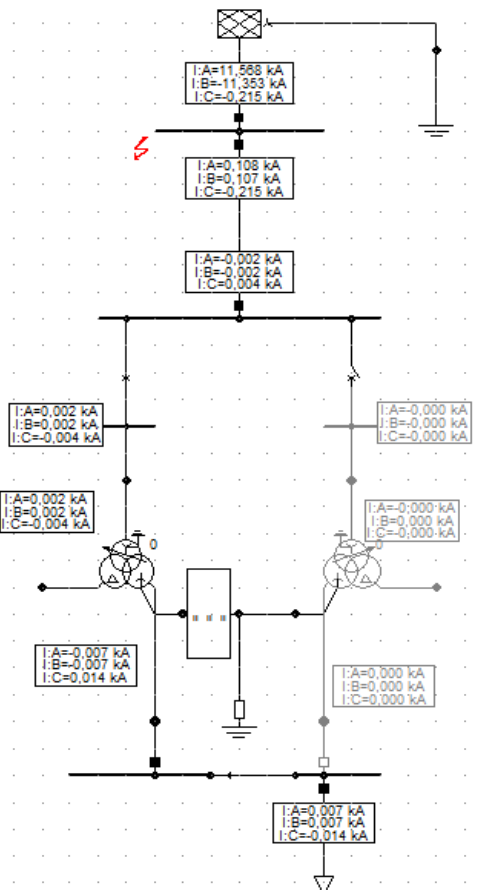 I:A=11,568 kA
I:B=-11,353 kA
I:C=-0,215 kA
I:A=0,108 kA
I:B=0,107 kA
I:C=-0,215 kA
I:A=-0,002 kA
I:B=-0,002 kA
I:C=0,004 kA
I:A=0,002 kA
I:B=0,002 kA
I:C=-0,004 kA
I:A=-0,000 kA
I:B=-0,000 kA
I:C=-0,000 kA
I:A=0,002 kA
I:B=0,002 kA
I:C=-0,004 kA
0
I:A=-0,000 kA
I:B=0,000 kA
I:C=-0,000 kA
0
I:A=-0,007 kA
I:B=-0,007 kA
I:C=0,014 kA
I:A=0,000 kA
I:B=0,000 kA
I:C=0,000 kA
I:A=0,007 kA
I:B=0,007 kA
I:C=-0,014 kA